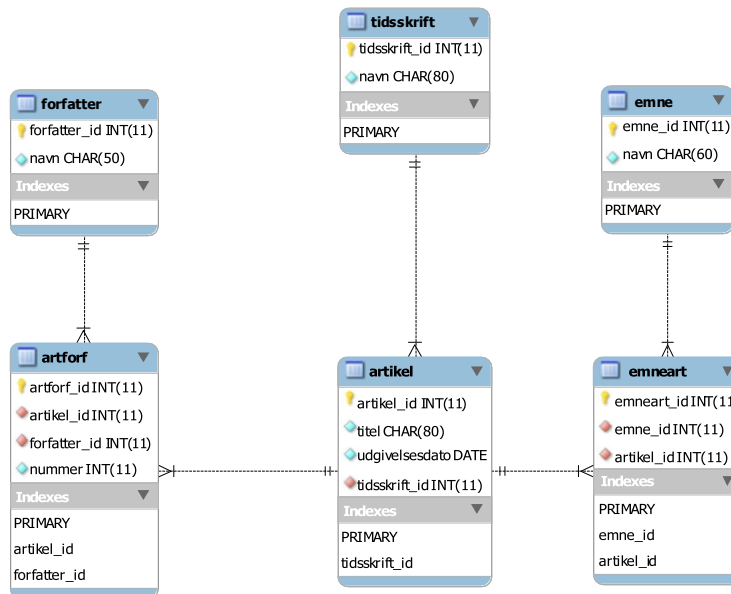 tidsskrift
tidsskrift_id INT(11)
navn CHAR(80)
Indexes
PRIMARY
forfatter
forfatter_id INT(11)
navn CHAR(50)
Indexes
PRIMARY
emne
emne_id INT(11)
navn CHAR(60)
Indexes
PRIMARY
artforf
artforf_id INT(11)
artikel_id INT(11)
forfatter_id INT(11)
nummer INT(11)
Indexes
PRIMARY
artikel_id
forfatter_id
artikel
artikel_id INT(11)
titel CHAR(80)
udgivelsesdato DATE
tidsskrift_id INT(11)
Indexes
PRIMARY
tidsskrift_id
emneart
emneart_id INT(11
emne_id INT(11)
artikel_id INT(11)
Indexes
PRIMARY
emne_id
artikel_id